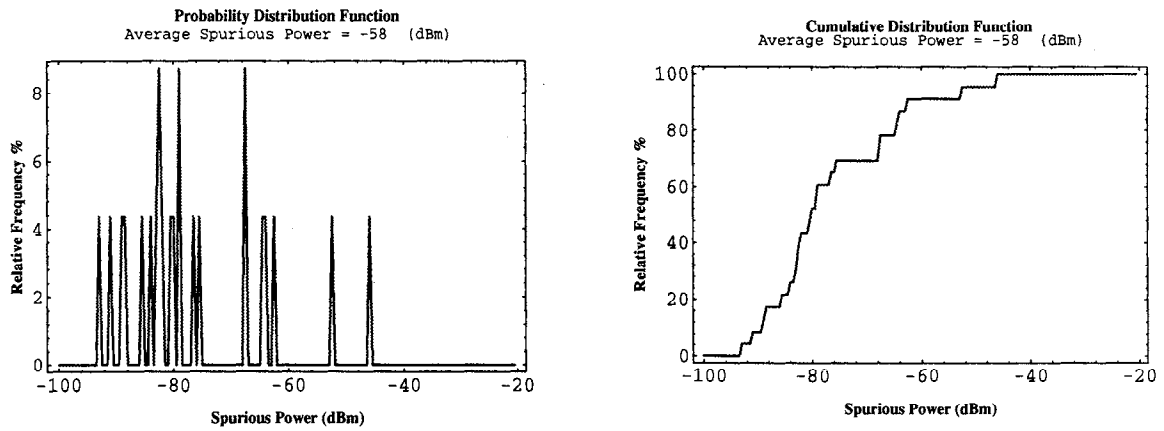 Probability Distribution Function
Average Spurious Power = -58 (dBm)
Relative Frequency %
8
6
4
2
0
-100
-80
-60
-40
-20
Spurious Power (dBm)
Cumulative Distribution Function
Average Spurious Power = -58 (dBm)
Relative Frequency %
100
80
60
40
20
0
-100
-80
-60
-40
-20
Spurious Power (dBm)